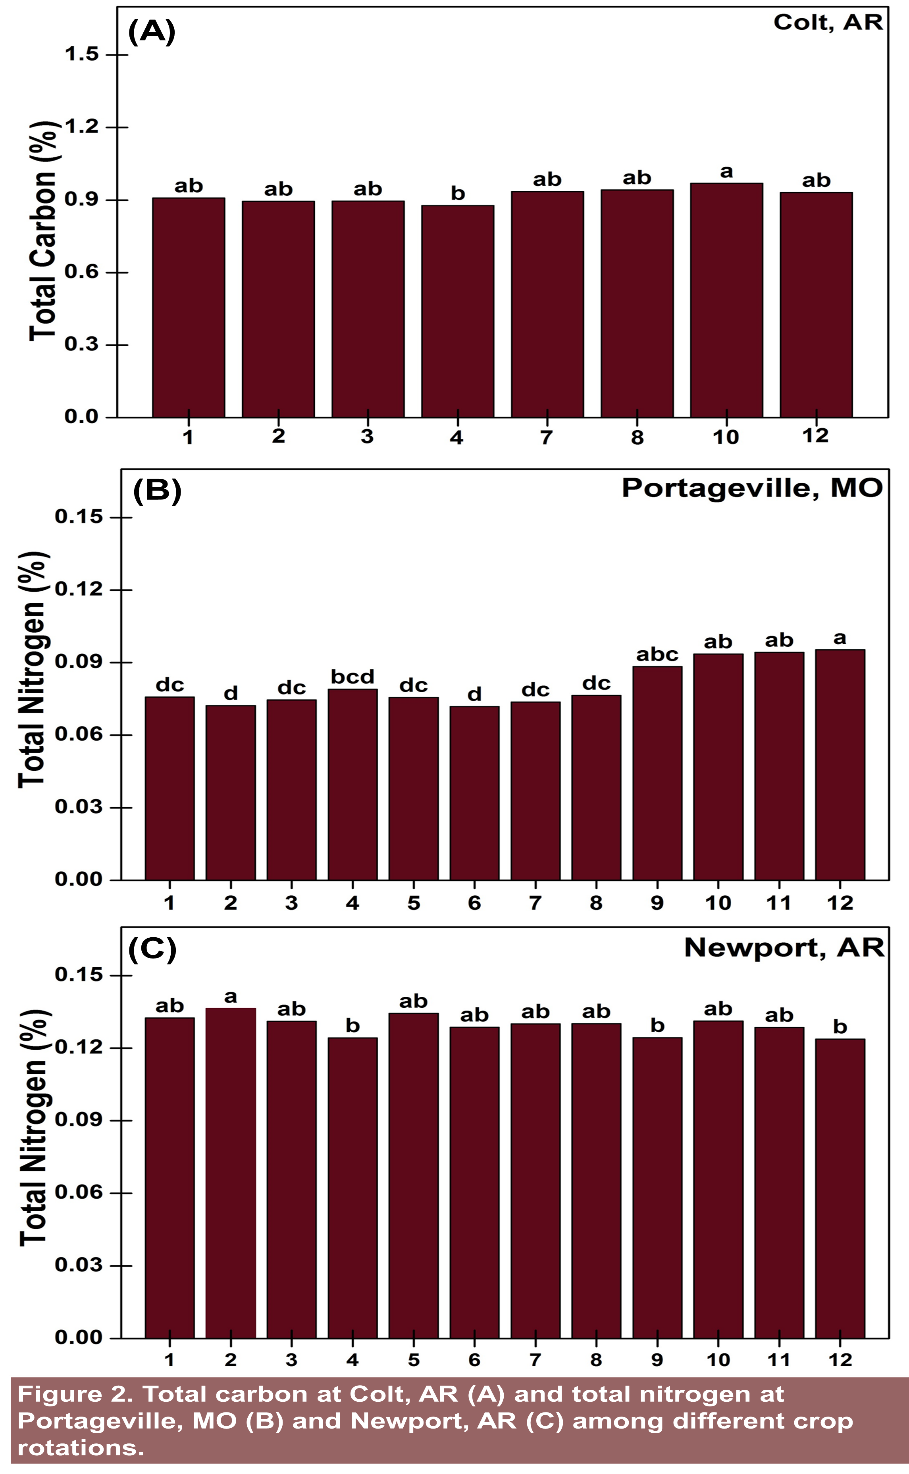 (A)
Colt, AR
Total Carbon (%)
1.5
1.2
0.9
0.6
0.3
0.0
ab ab ab b ab ab a ab
1 2 3 4 7 8 10 12
(B)
Portageville, MO
Total Nitrogen (%)
0.15
0.12
0.09
0.06
0.03
0.00
dc d dc bcd dc d dc dc abc ab ab a
1 2 3 4 5 6 7 8 9 10 11 12
(C)
Newport, AR
Total Nitrogen (%)
0.15
0.12
0.09
0.06
0.03
0.00
ab a ab b ab ab ab ab b ab ab b
1 2 3 4 5 6 7 8 9 10 11 12
Figure 2. Total carbon at Colt, AR (A) and total nitrogen at
Portageville, MO (B) and Newport, AR (C) among different crop
rotations.